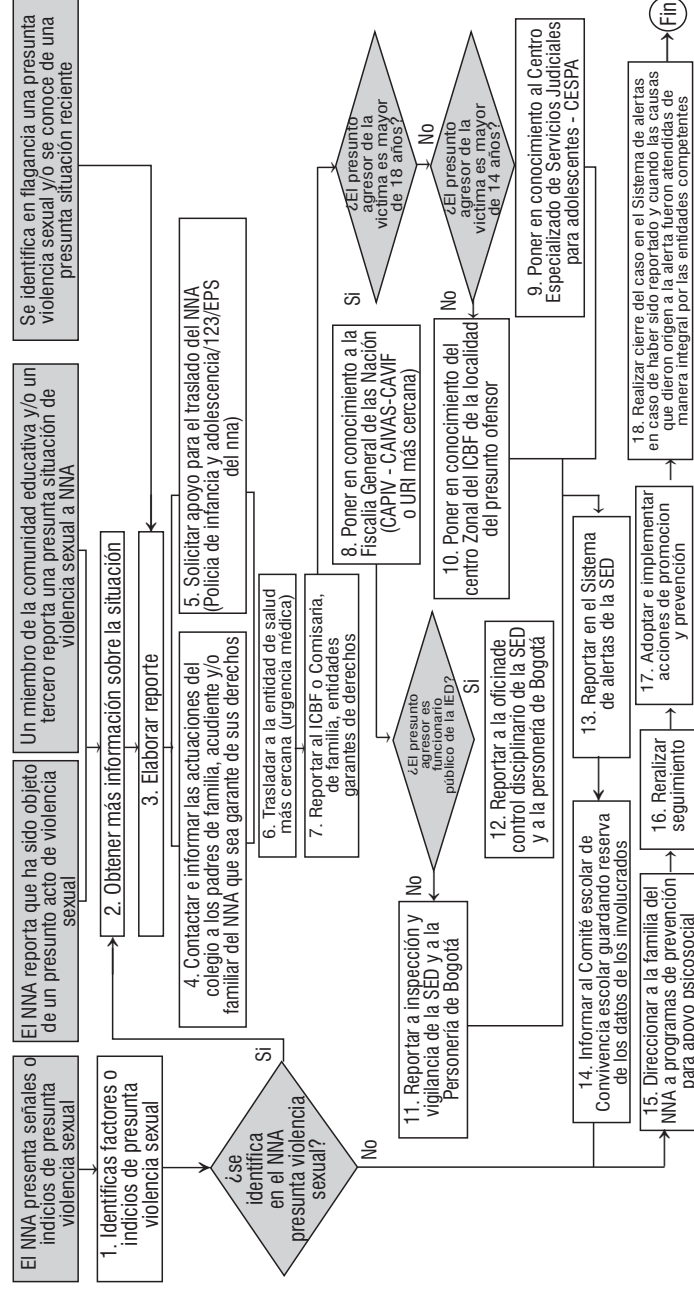 El NNA presenta señales o
indicios de presunta
violencia sexual
El NNA reporta que ha sido objeto
de un presunto acto de violencia
sexual
Un miembro de la comunidad educativa y/o un
tercero reporta una presunta situación de
violencia sexual a NNA
Se identifica en flagancia una presunta
violencia sexual y/o se conoce de una
presunta situación reciente
1. Identificas factores o
indicios de presunta
violencia sexual
2. Obtener más información sobre la situación
3. Elaborar reporte
¿se
identifica
en el NNA
presunta violencia
sexual?
Si
No
4. Contactar e informar las actuaciones del
colegio a los padres de familia, acudiente y/o
familiar del NNA que sea garante de sus derechos
5. Solicitar apoyo para el traslado del NNA
(Policia de infancia y adolescencia/123/EPS
del nna)
6. Trasladar a la entidad de salud
más cercana (urgencia médica)
7. Reportar al ICBF o Comisaria,
de familia, entidades
garantes de derechos
¿El presunto
agresor de la
victima es mayor
de 18 años?
Si
No
8. Poner en conocimiento a la
Fiscalia General de las Nación
(CAPIV - CAIVAS-CAVIF
o URI más cercana)
¿El presunto
agresor de la
victima es mayor
de 14 años?
No
9. Poner en conocimiento al Centro
Especializado de Servicios Judiciales
para adolescentes - CESPA
10. Poner en conocimiento del
centro Zonal del ICBF de la localidad
del presunto ofensor
¿El presunto
agresor es
funcionario
público de la IED?
No
Si
11. Reportar a inspección y
vigilancia de la SED y a la
Personería de Bogotá
12. Reportar a la oficinade
control disciplinario de la SED
y a la personería de Bogotá
13. Reportar en el Sistema
de alertas de la SED
14. Informar al Comité escolar de
Convivencia escolar guardando reserva
de los datos de los involucrados
15. Direccionar a la familia del
NNA a programas de prevención
para apoyo psicosocial
16. Reralizar
seguimiento
17. Adoptar e implementar
acciones de promocion
y prevención
18. Realizar cierre del caso en el Sistema de alertas
en caso de haber sido reportado y cuando las causas
que dieron origen a la alerta fueron atendidas de
manera integral por las entidades competentes
Fin